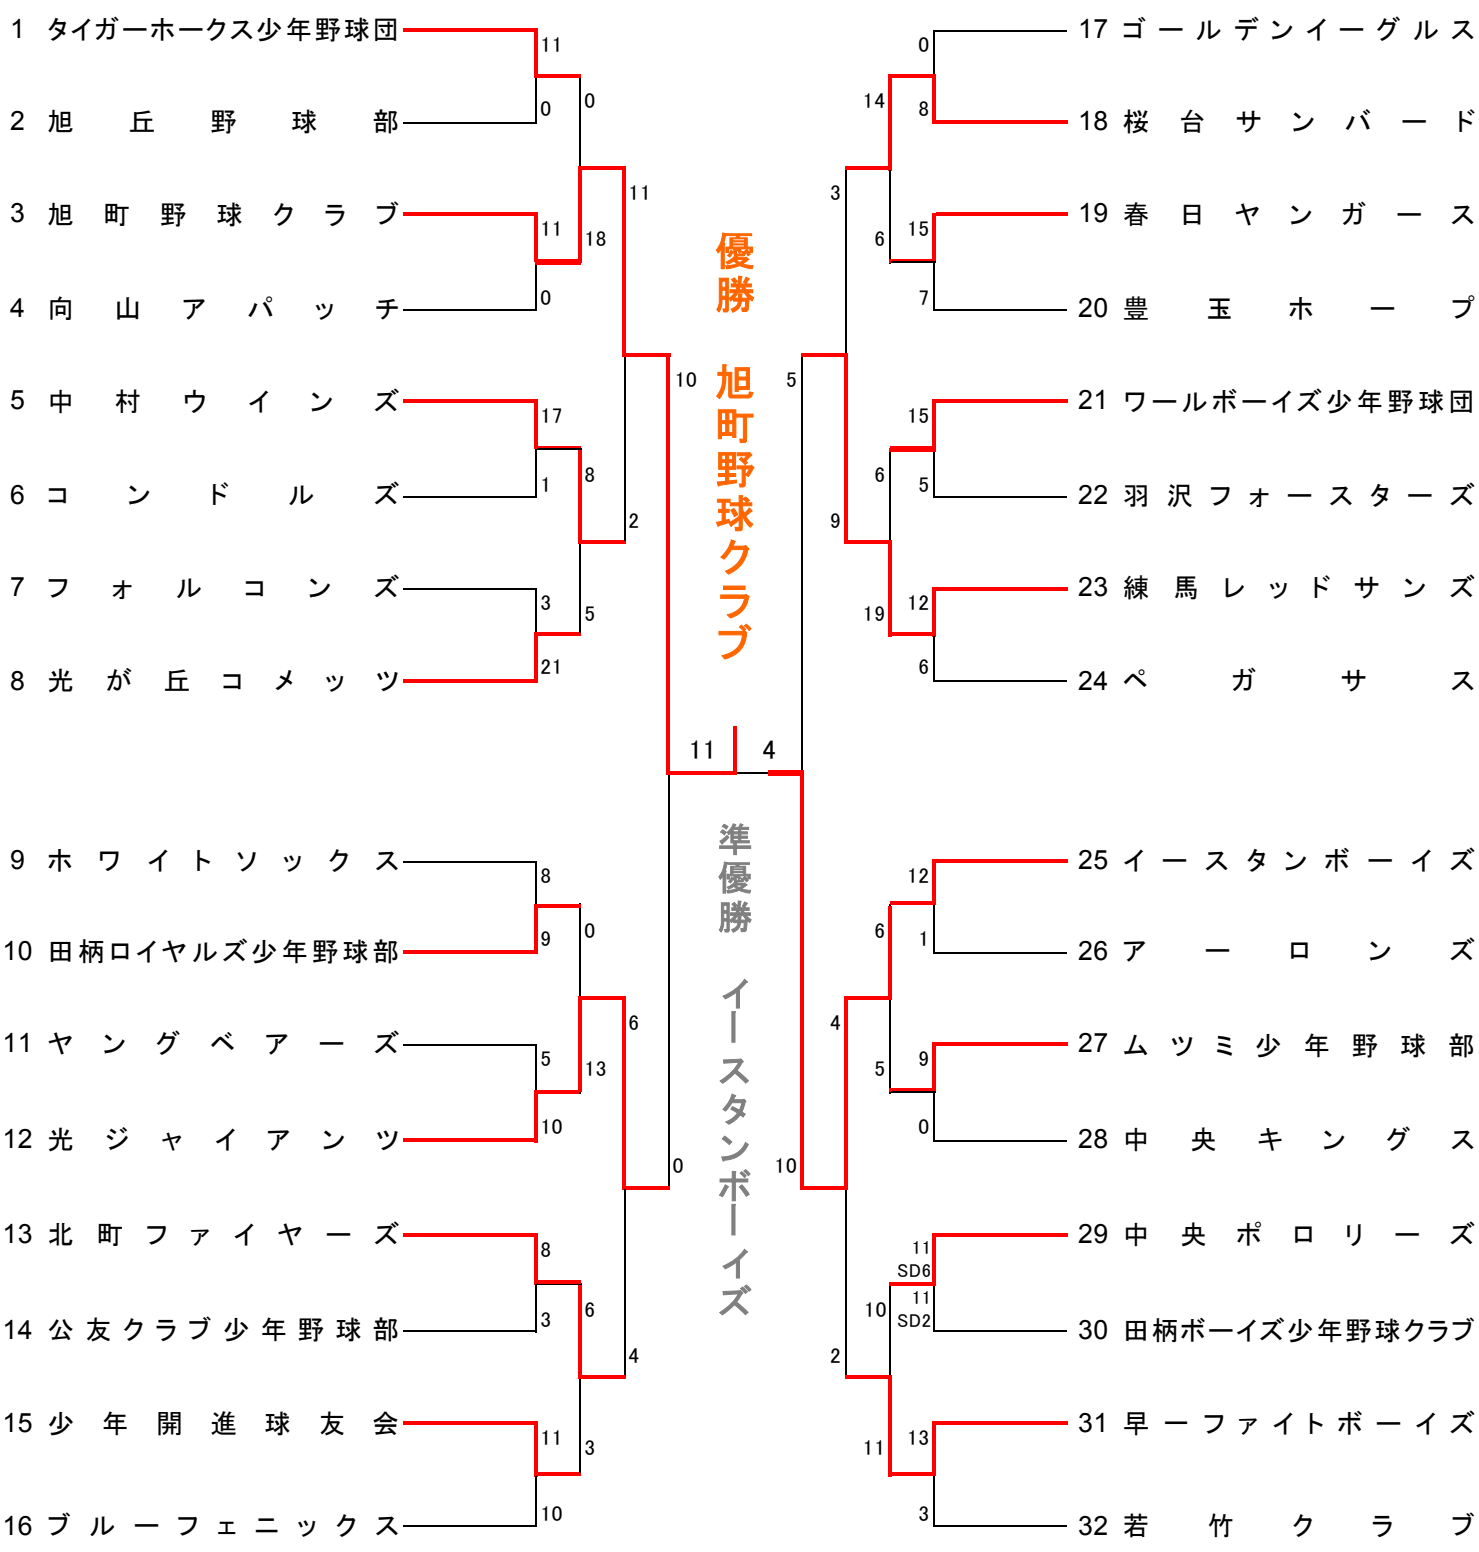 1 タイガーホークス少年野球団
11
0
2 旭丘野球部
0
3 旭町野球クラブ
11
18
4 向山アパッチ
0
11
5 中村ウインズ
17
8
6 コンドルズ
1
2
7 フォルコンズ
3
5
8 光が丘コメッツ
21
10
9 ホワイトソックス
8
0
10 田柄ロイヤルズ少年野球部
9
6
11 ヤングベアーズ
5
13
12 光ジャイアンツ
10
0
13 北町ファイヤーズ
8
6
14 公友クラブ少年野球部
3
4
15 少年開進球友会
11
3
16 ブルーフェニックス
10
優勝 旭町野球クラブ
11 4
準優勝 イースタンボーイズ
0
17 ゴールデンイーグルス
14
8
18 桜台サンバード
3
15
19 春日ヤンガース
6
7
20 豊玉ホープ
5
15
21 ワールボーイズ少年野球団
6
5
22 羽沢フォースターズ
9
12
23 練馬レッドサンズ
19
6
24 ペガサス
12
25 イースタンボーイズ
6
1
26 アーロンズ
4
9
27 ムツミ少年野球部
5
0
28 中央キングス
10
11
SD6
29 中央ポロリーズ
10
11
SD2
30 田柄ボーイズ少年野球クラブ
2
13
31 早一ファイトボーイズ
11
3
32 若竹クラブ